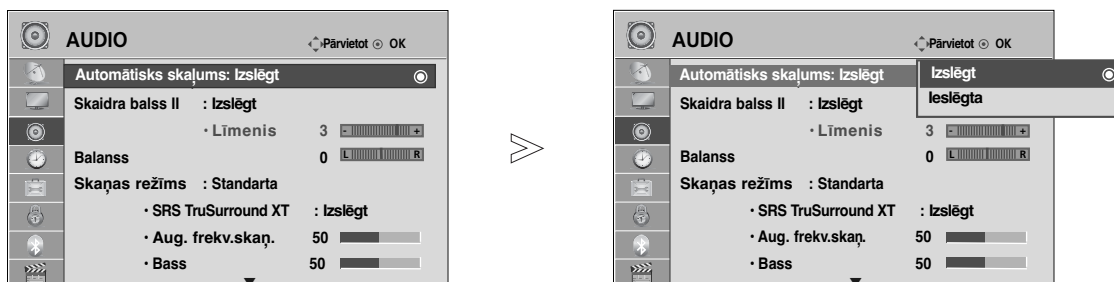 AUDIO
Pārvietot OK
Automātisks skaļums: Izslēgt
Skaidra balss II : Izslēgt
• Līmenis 3 - +
Balanss 0 L R
Skaņas režīms : Standarta
• SRS TruSurround XT : Izslēgt
• Aug. frekv.skaņ. 50
• Bass 50
>
AUDIO
Pārvietot OK
Automātisks skaļums: Izslēgt
Izslēgt
Ieslēgta
Skaidra balss II : Izslēgt
• Līmenis 3 - +
Balanss 0 L R
Skaņas režīms : Standarta
• SRS TruSurround XT : Izslēgt
• Aug. frekv.skaņ. 50
• Bass 50